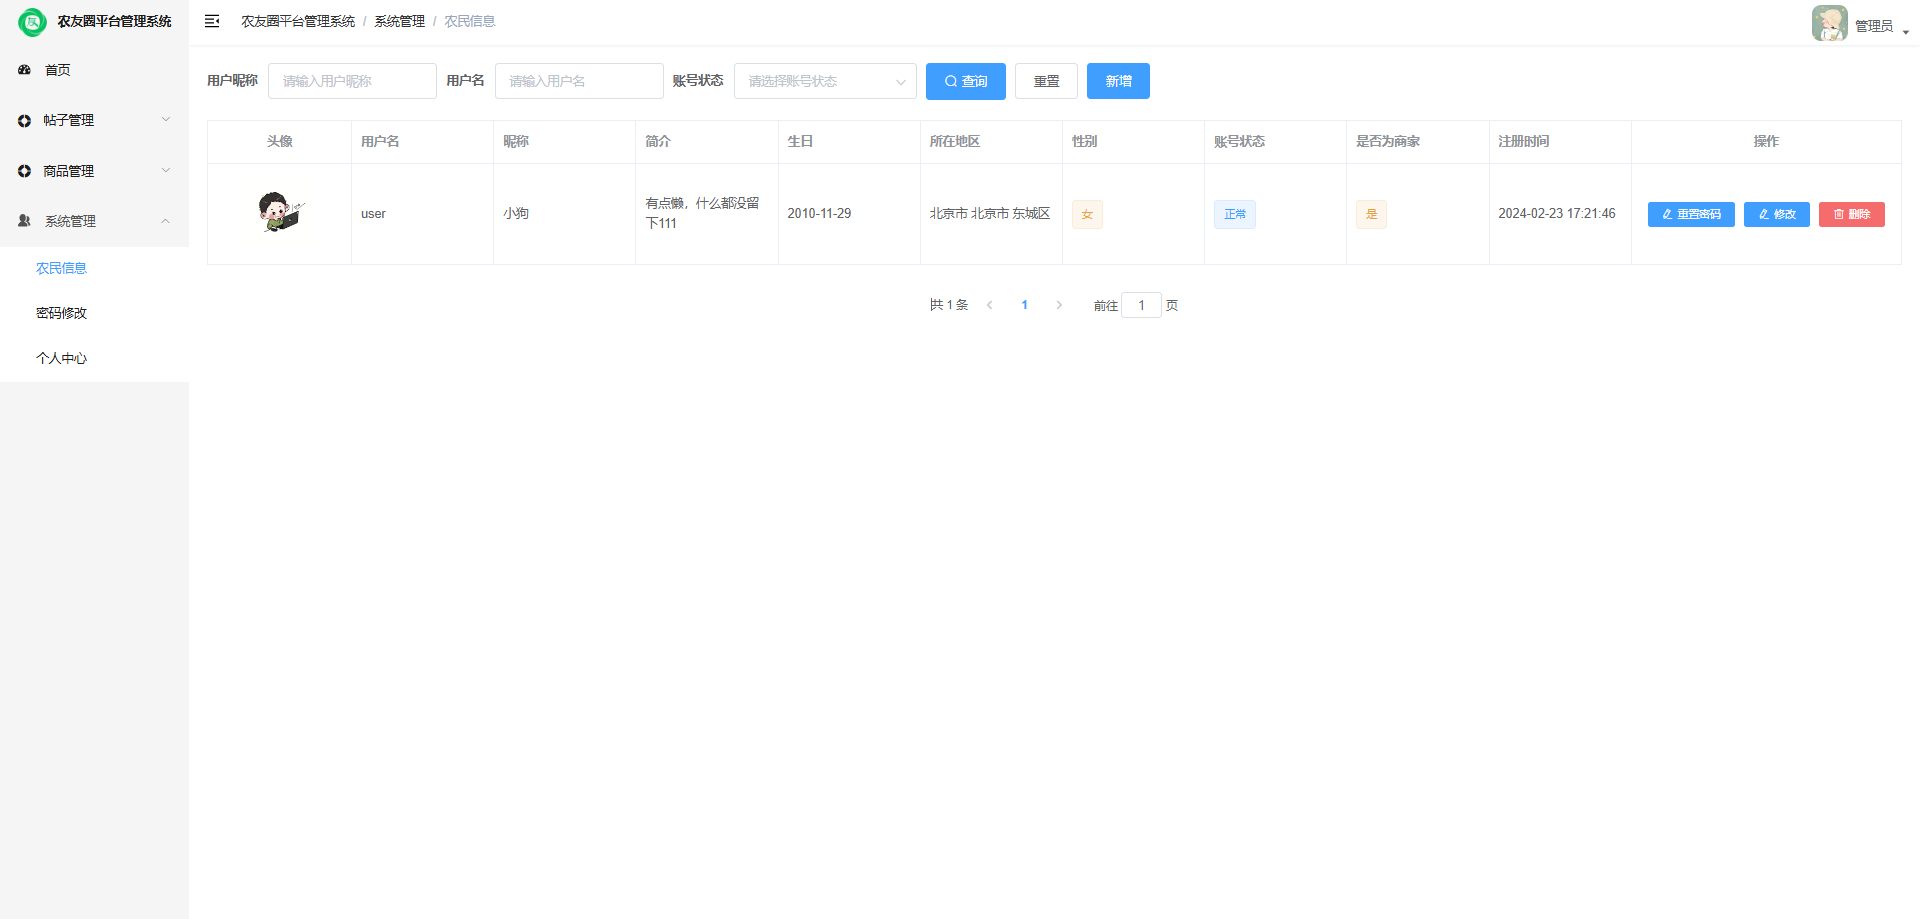 农友圈平台管理系统
农友圈平台管理系统 / 系统管理 / 农民信息
管理员
首页
帖子管理
商品管理
系统管理
农民信息
密码修改
个人中心
用户昵称 请输入用户昵称 用户名 请输入用户名 账号状态 请选择账号状态 查询 重置 新增
头像 用户名 昵称 简介 生日 所在地区 性别 账号状态 是否为商家 注册时间 操作
user 小狗 有点懒，什么都没留
下111
2010-11-29 北京市 北京市 东城区 女 正常 是 2024-02-23 17:21:46 重置密码 修改 删除
共 1 条 1 前往 1 页